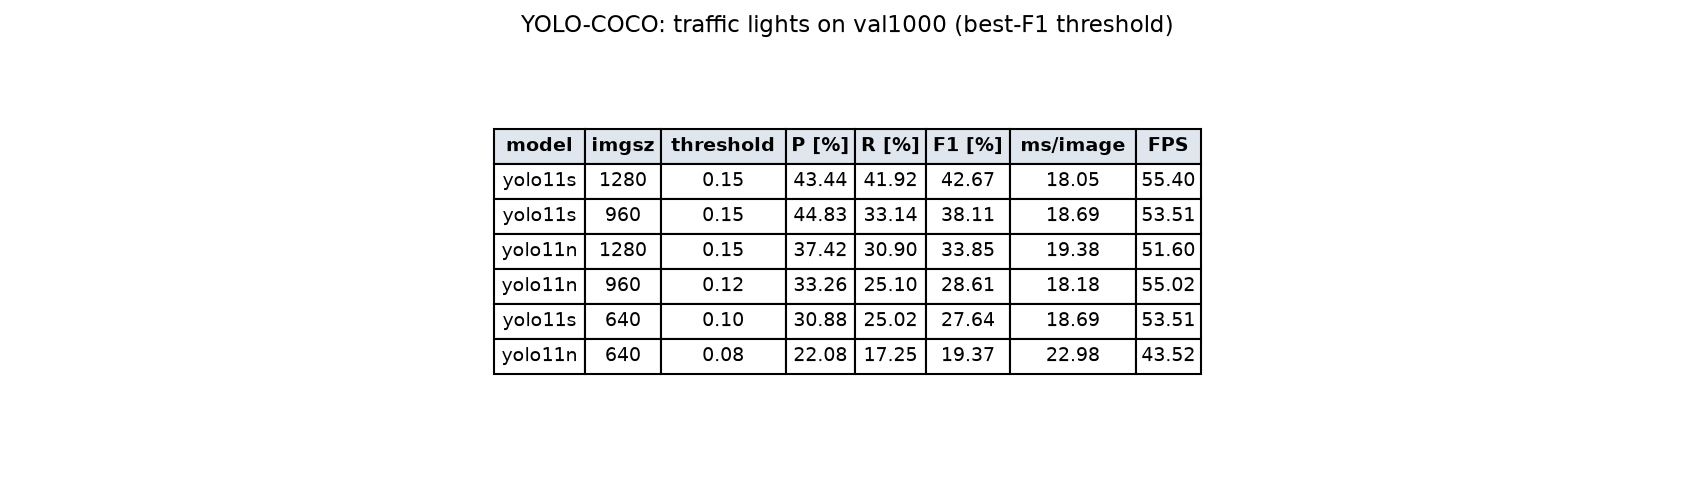 YOLO-COCO: traffic lights on val1000 (best-F1 threshold)
model imgsz threshold P [%] R [%] F1 [%] ms/image FPS
yolo11s 1280 0.15 43.44 41.92 42.67 18.05 55.40
yolo11s 960 0.15 44.83 33.14 38.11 18.69 53.51
yolo11n 1280 0.15 37.42 30.90 33.85 19.38 51.60
yolo11n 960 0.12 33.26 25.10 28.61 18.18 55.02
yolo11s 640 0.10 30.88 25.02 27.64 18.69 53.51
yolo11n 640 0.08 22.08 17.25 19.37 22.98 43.52